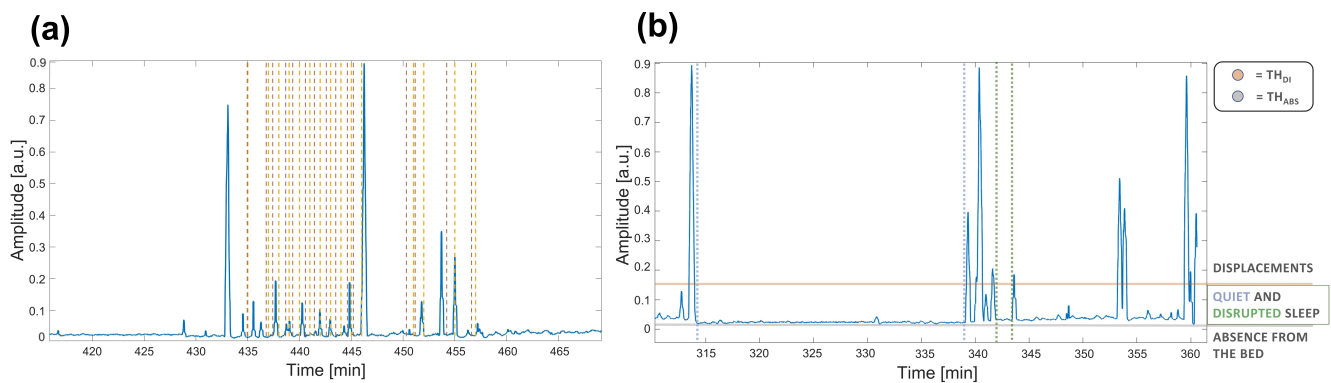 (a)
0.9
0.8
0.7
0.6
0.5
0.4
0.3
0.2
0.1
0
Amplitude [a.u.]
420 425 430 435 440 445 450 455 460 465
Time [min]
(b)
0.9
0.8
0.7
0.6
0.5
0.4
0.3
0.2
0.1
0
Amplitude [a.u.]
315 320 325 330 335 340 345 350 355 360
Time [min]
= TH_DI
= TH_ABS
DISPLACEMENTS
QUIET AND
DISRUPTED SLEEP
ABSENCE FROM
THE BED